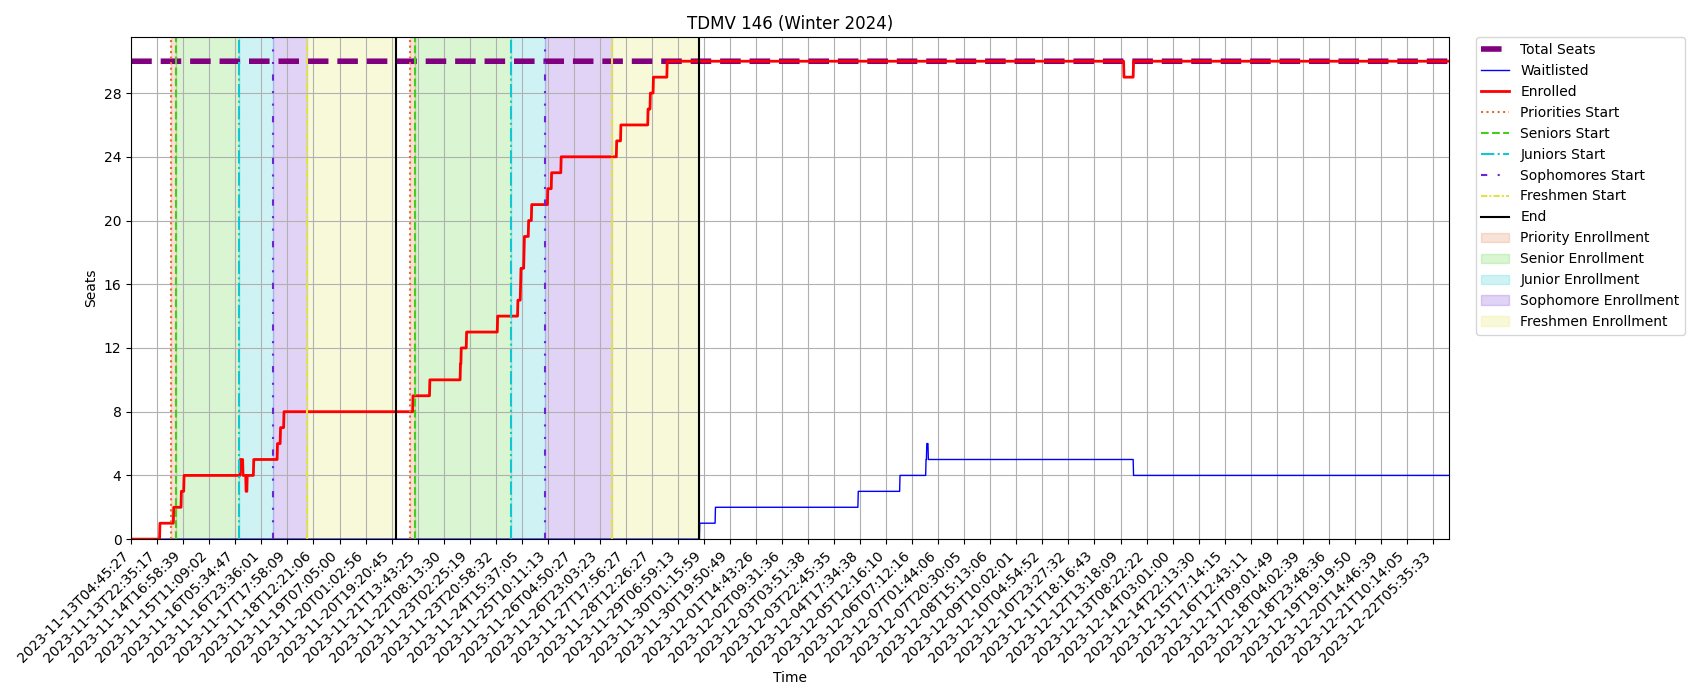 TDMV 146 (Winter 2024)
Seats
28
24
20
16
12
8
4
0
2023-11-13T04:45:27
2023-11-13T22:35:17
2023-11-14T16:58:39
2023-11-15T11:09:02
2023-11-16T05:34:47
2023-11-16T23:36:01
2023-11-17T17:58:09
2023-11-18T12:21:06
2023-11-19T07:05:00
2023-11-20T01:02:56
2023-11-20T19:20:45
2023-11-21T13:43:25
2023-11-22T08:13:30
2023-11-23T02:25:19
2023-11-23T20:58:32
2023-11-24T15:37:05
2023-11-25T10:11:13
2023-11-26T04:50:27
2023-11-26T23:03:23
2023-11-27T17:56:27
2023-11-28T12:26:27
2023-11-29T06:59:13
2023-11-30T01:15:59
2023-11-30T19:50:49
2023-12-01T14:43:26
2023-12-02T09:31:36
2023-12-03T03:51:38
2023-12-03T22:45:35
2023-12-04T17:34:38
2023-12-05T12:16:10
2023-12-06T07:12:16
2023-12-07T01:44:06
2023-12-07T20:30:05
2023-12-08T15:13:06
2023-12-09T10:02:01
2023-12-10T04:54:52
2023-12-10T23:27:32
2023-12-11T18:16:43
2023-12-12T13:18:09
2023-12-13T08:22:22
2023-12-14T03:01:00
2023-12-14T22:13:30
2023-12-15T17:14:15
2023-12-16T12:43:11
2023-12-17T09:01:49
2023-12-18T04:02:39
2023-12-18T23:48:36
2023-12-19T19:19:50
2023-12-20T14:46:39
2023-12-21T10:14:05
2023-12-22T05:35:33
Time
Total Seats
Waitlisted
Enrolled
Priorities Start
Seniors Start
Juniors Start
Sophomores Start
Freshmen Start
End
Priority Enrollment
Senior Enrollment
Junior Enrollment
Sophomore Enrollment
Freshmen Enrollment